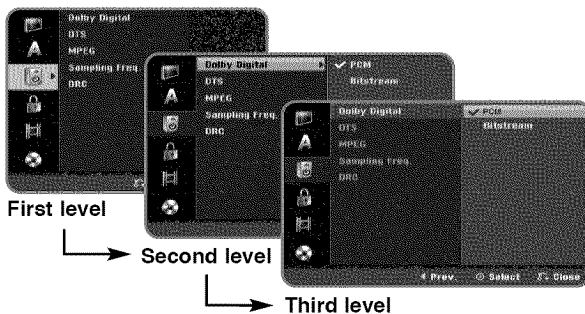 Dolby Digital
DTS
MPEG
Sampling Freq.
DRC
Dolby Digital
DTS
MPEG
Sampling Freq.
DRC
PCM
Bitstream
Dolby Digital
DTS
MPEG
Sampling Freq.
DRC
PCM
Bitstream
Prev.
Select
Close
First level
Second level
Third level